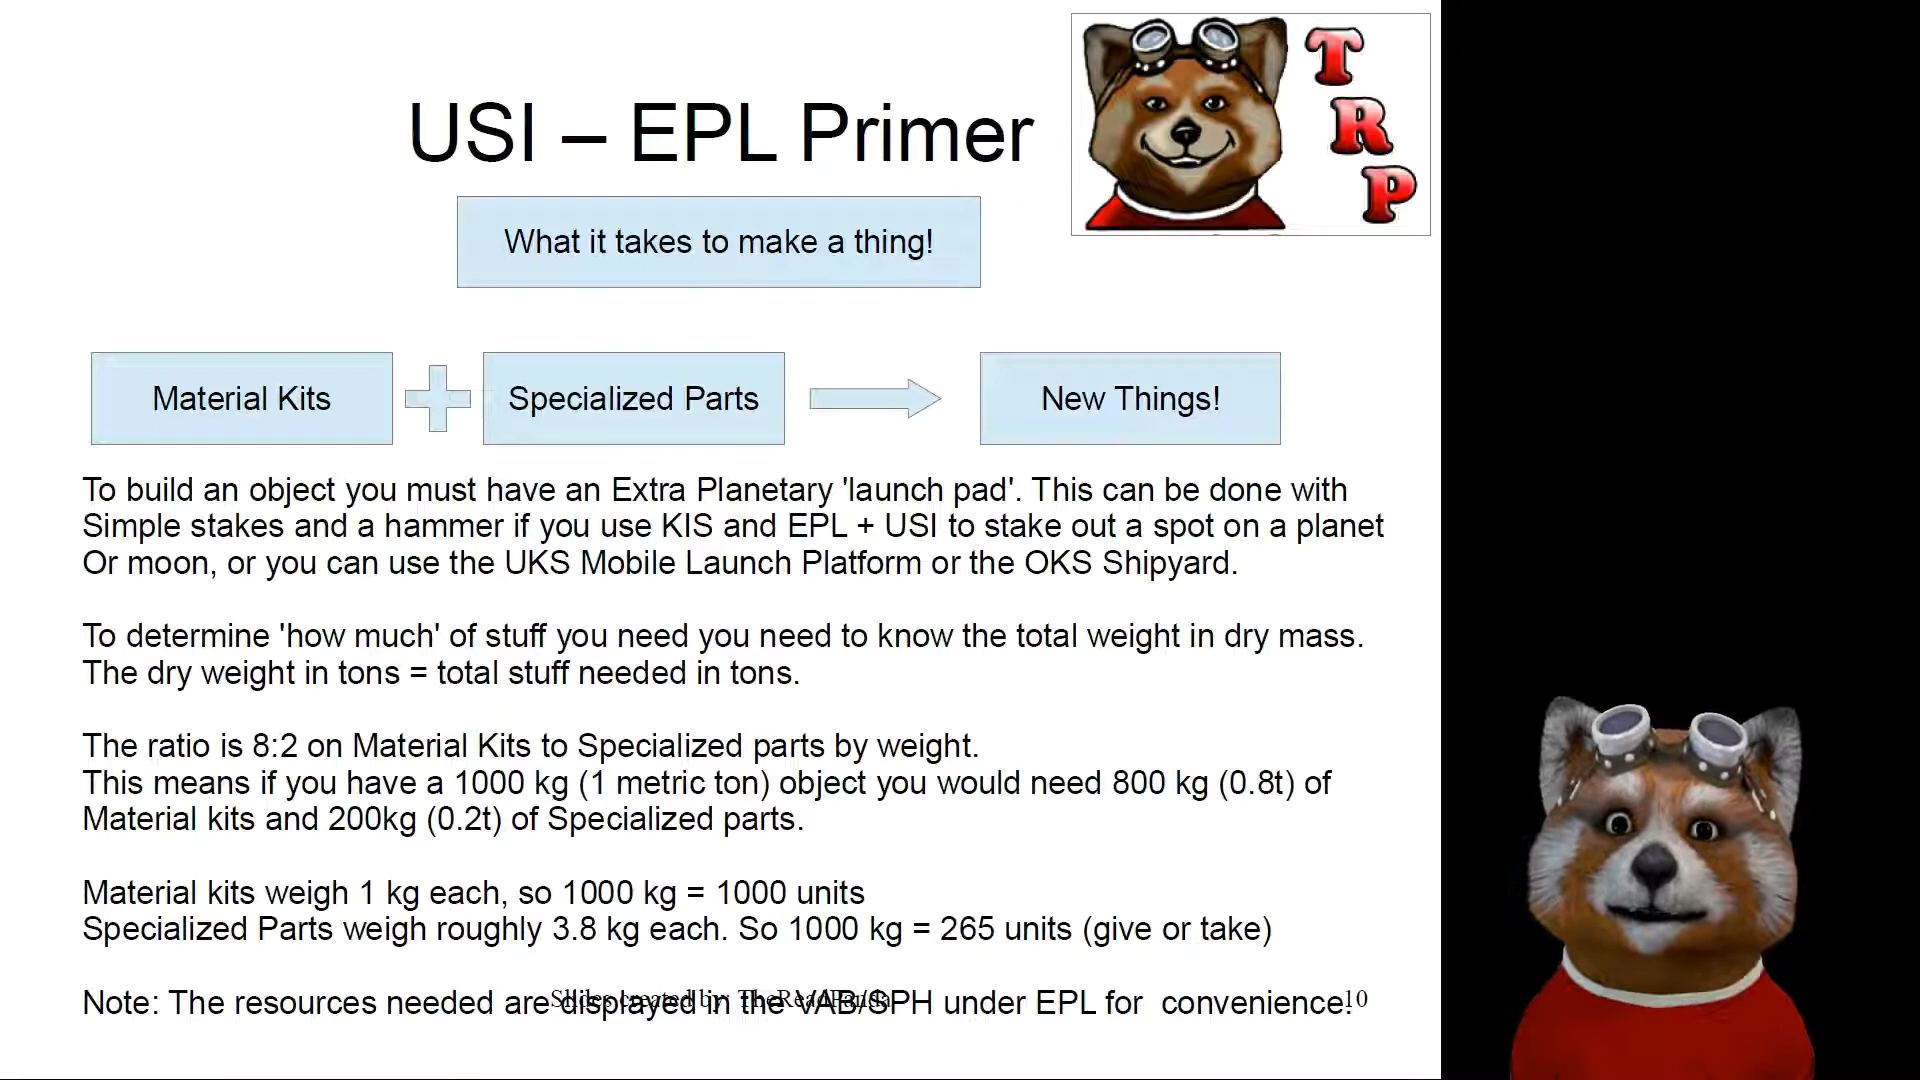 USI – EPL Primer
T
R
P
What it takes to make a thing!
Material Kits
Specialized Parts
New Things!
To build an object you must have an Extra Planetary 'launch pad'. This can be done with
Simple stakes and a hammer if you use KIS and EPL + USI to stake out a spot on a planet
Or moon, or you can use the UKS Mobile Launch Platform or the OKS Shipyard.
To determine 'how much' of stuff you need you need to know the total weight in dry mass.
The dry weight in tons = total stuff needed in tons.
The ratio is 8:2 on Material Kits to Specialized parts by weight.
This means if you have a 1000 kg (1 metric ton) object you would need 800 kg (0.8t) of
Material kits and 200kg (0.2t) of Specialized parts.
Material kits weigh 1 kg each, so 1000 kg = 1000 units
Specialized Parts weigh roughly 3.8 kg each. So 1000 kg = 265 units (give or take)
Note: The resources needed are displayed in the VAB/SPH under EPL for convenience.
Slides created by: TheReadPanda
10